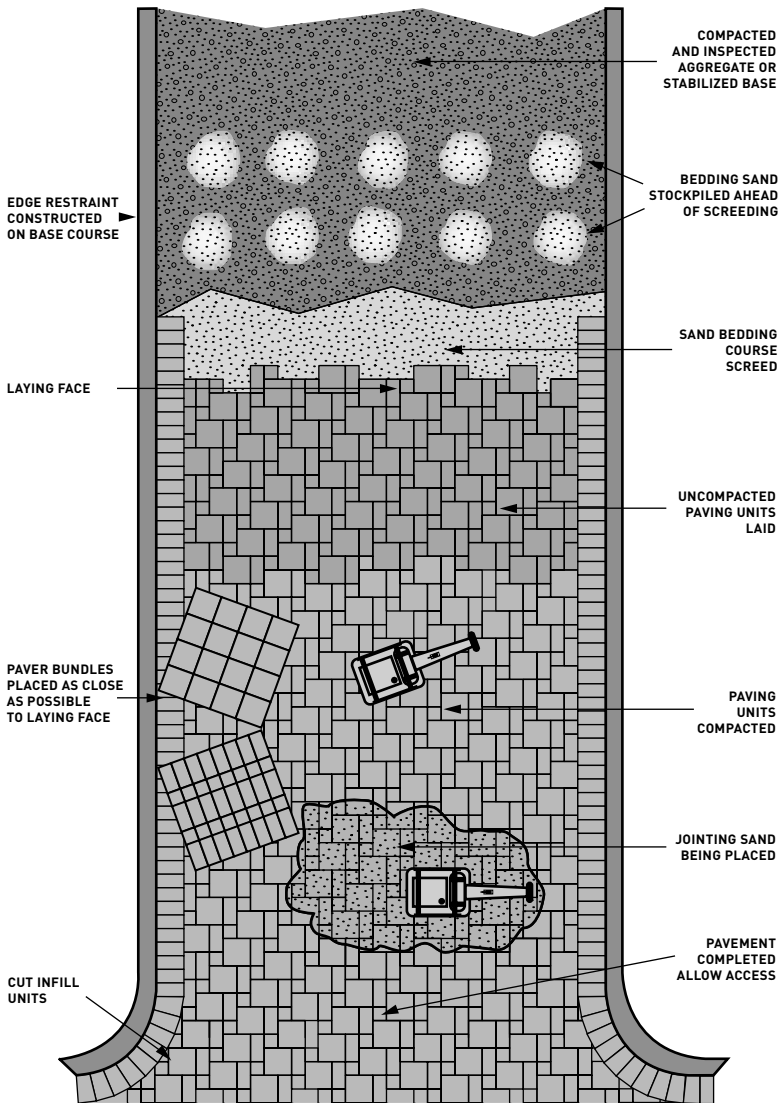 COMPACTED
AND INSPECTED
AGGREGATE OR
STABILIZED BASE
BEDDING SAND
STOCKPILED AHEAD
OF SCREEDING
EDGE RESTRAINT
CONSTRUCTED
ON BASE COURSE
SAND BEDDING
COURSE
SCREED
LAYING FACE
UNCOMPACTED
PAVING UNITS
LAID
PAVER BUNDLES
PLACED AS CLOSE
AS POSSIBLE
TO LAYING FACE
PAVING
UNITS
COMPACTED
JOINTING SAND
BEING PLACED
PAVEMENT
COMPLETED
ALLOW ACCESS
CUT INFILL
UNITS